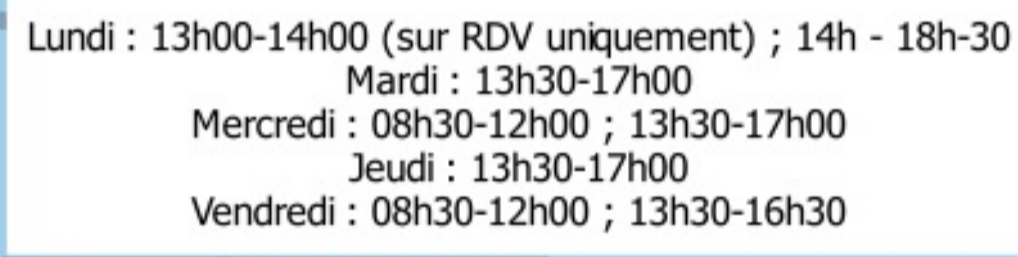 Lundi : 13h00-14h00 (sur RDV uniquement) ; 14h - 18h-30
Mardi : 13h30-17h00
Mercredi : 08h30-12h00 ; 13h30-17h00
Jeudi : 13h30-17h00
Vendredi : 08h30-12h00 ; 13h30-16h30